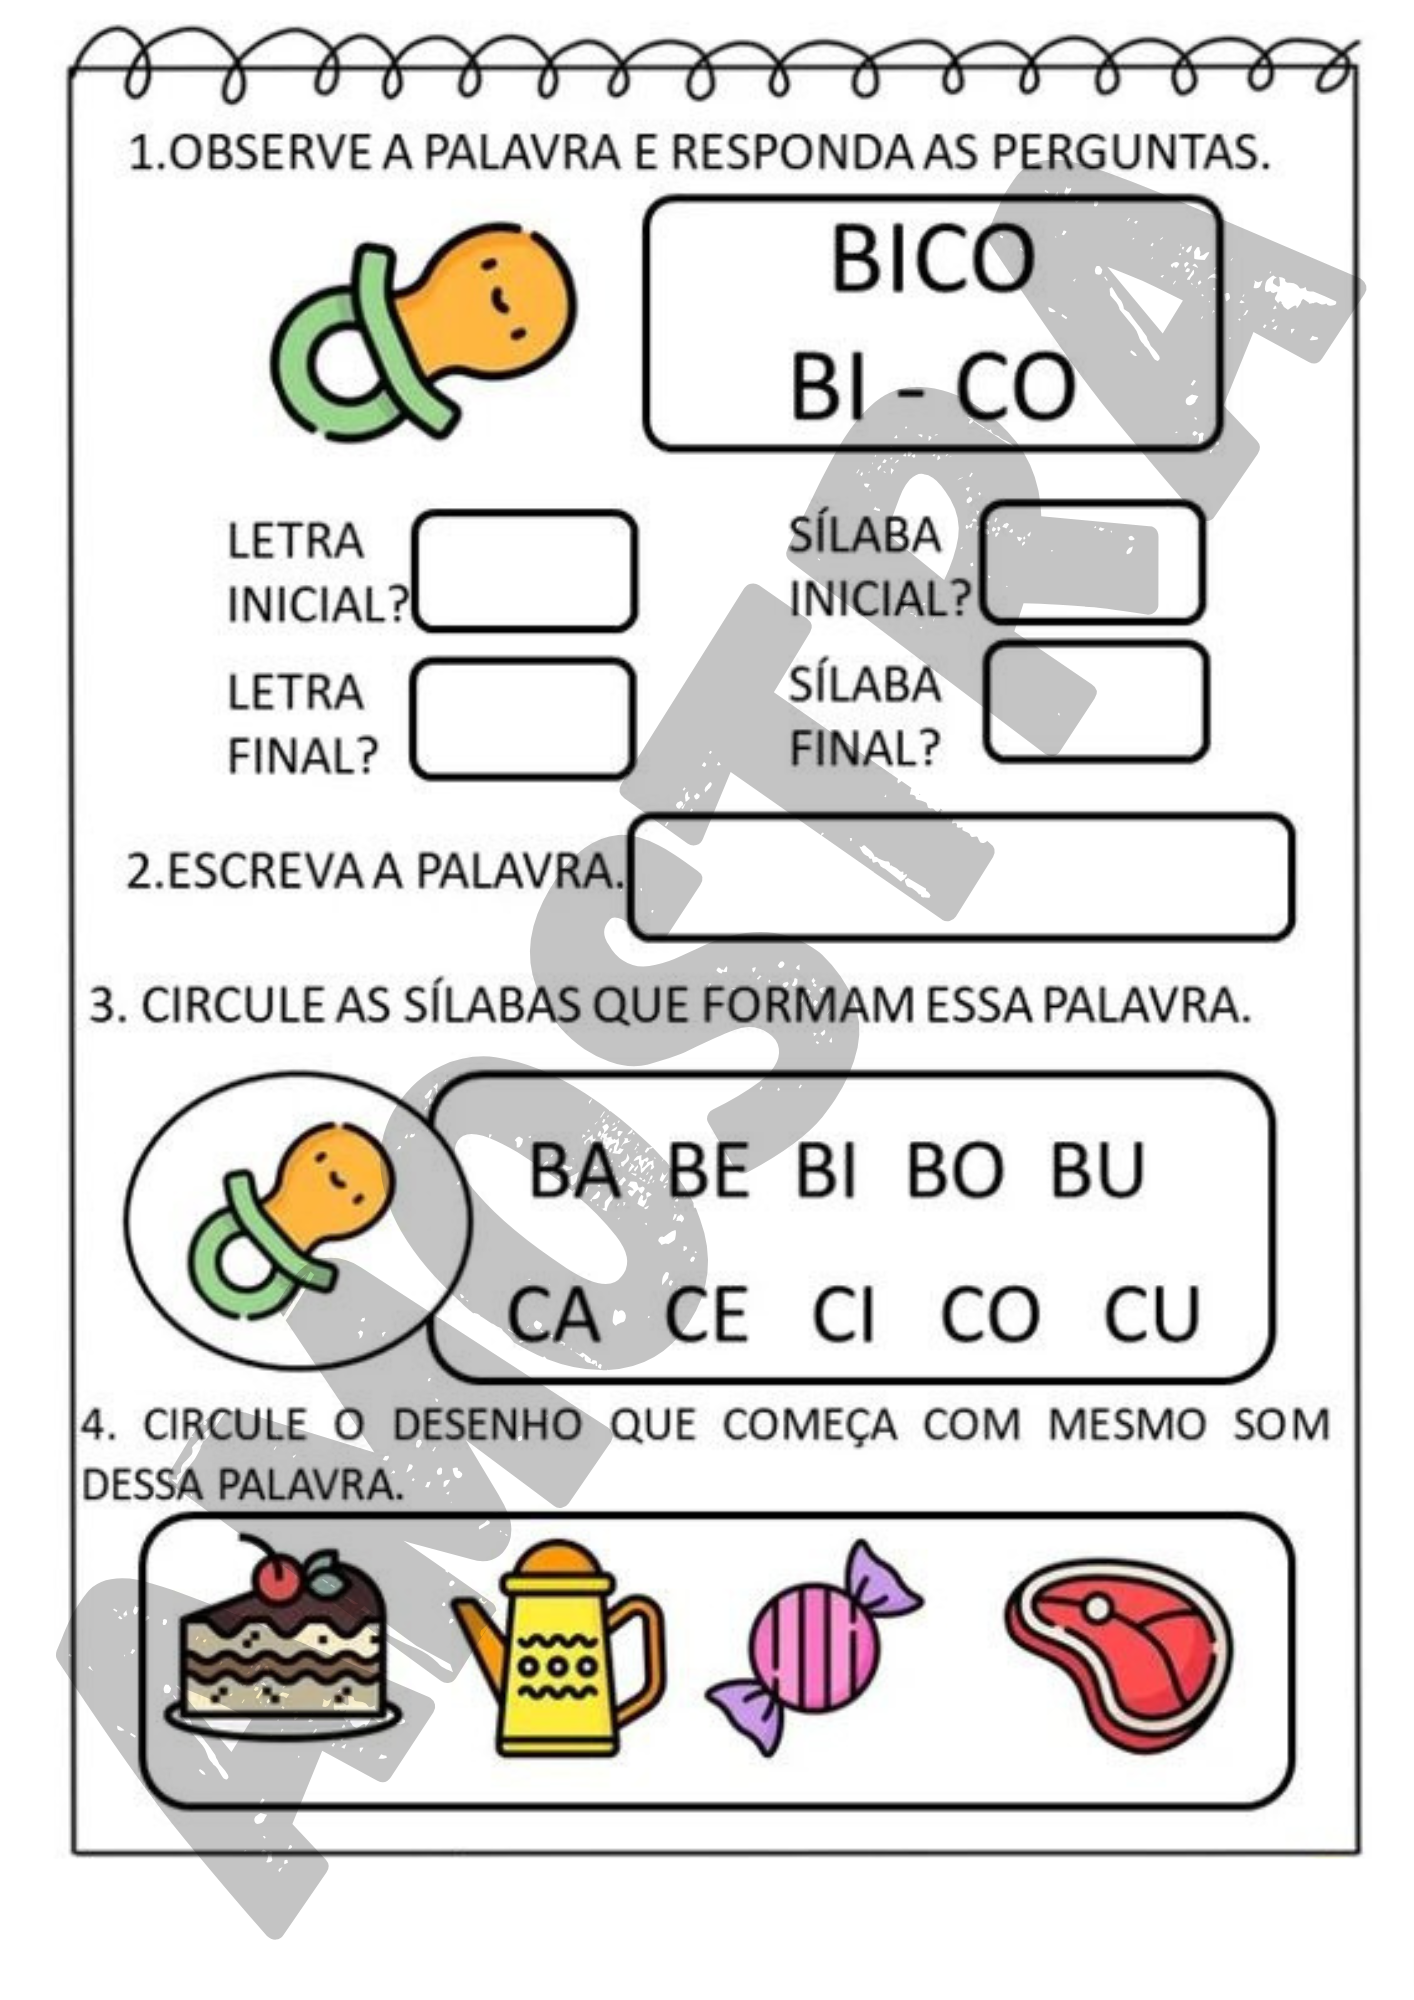 1.OBSERVE A PALAVRA E RESPONDA AS PERGUNTAS.
BICO
BI - CO
LETRA
INICIAL?
SÍLABA
INICIAL?
LETRA
FINAL?
SÍLABA
FINAL?
2.ESCREVA A PALAVRA.
3. CIRCULE AS SÍLABAS QUE FORMAM ESSA PALAVRA.
BA BE BI BO BU
CA CE CI CO CU
4. CIRCULE O DESENHO QUE COMEÇA COM MESMO SOM
DESSA PALAVRA.
AMOSTRA